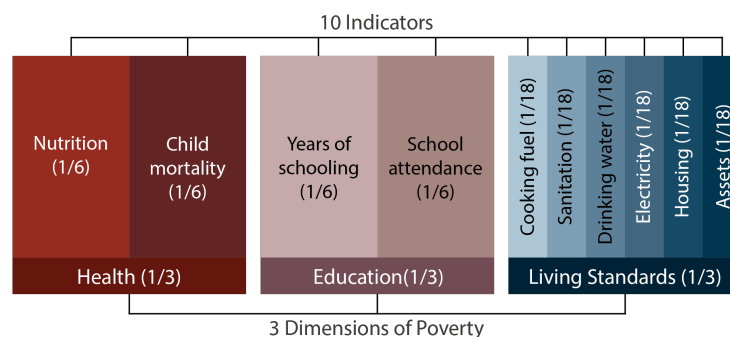 10 Indicators
Nutrition
(1/6)
Child
mortality
(1/6)
Years of
schooling
(1/6)
School
attendance
(1/6)
Cooking fuel (1/18)
Sanitation (1/18)
Drinking water (1/18)
Electricity (1/18)
Housing (1/18)
Assets (1/18)
Health (1/3)
Education(1/3)
Living Standards (1/3)
3 Dimensions of Poverty